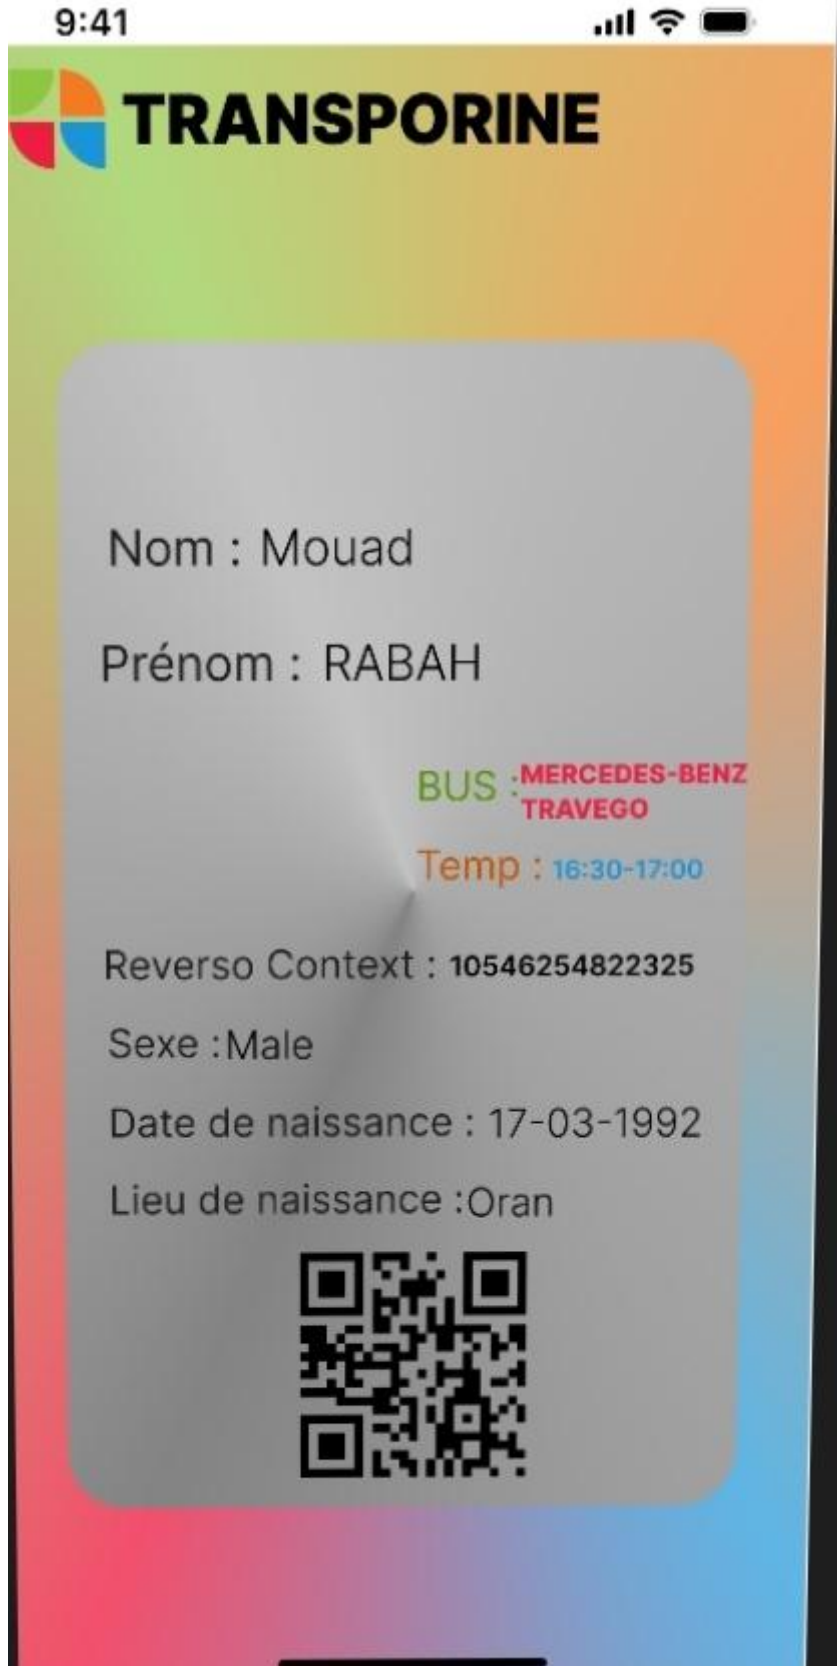 9:41
TRANSPORINE
Nom : Mouad
Prénom : RABAH
BUS : MERCEDES-BENZ
TRAVEGO
Temp : 16:30-17:00
Reverso Context : 10546254822325
Sexe :Male
Date de naissance : 17-03-1992
Lieu de naissance :Oran